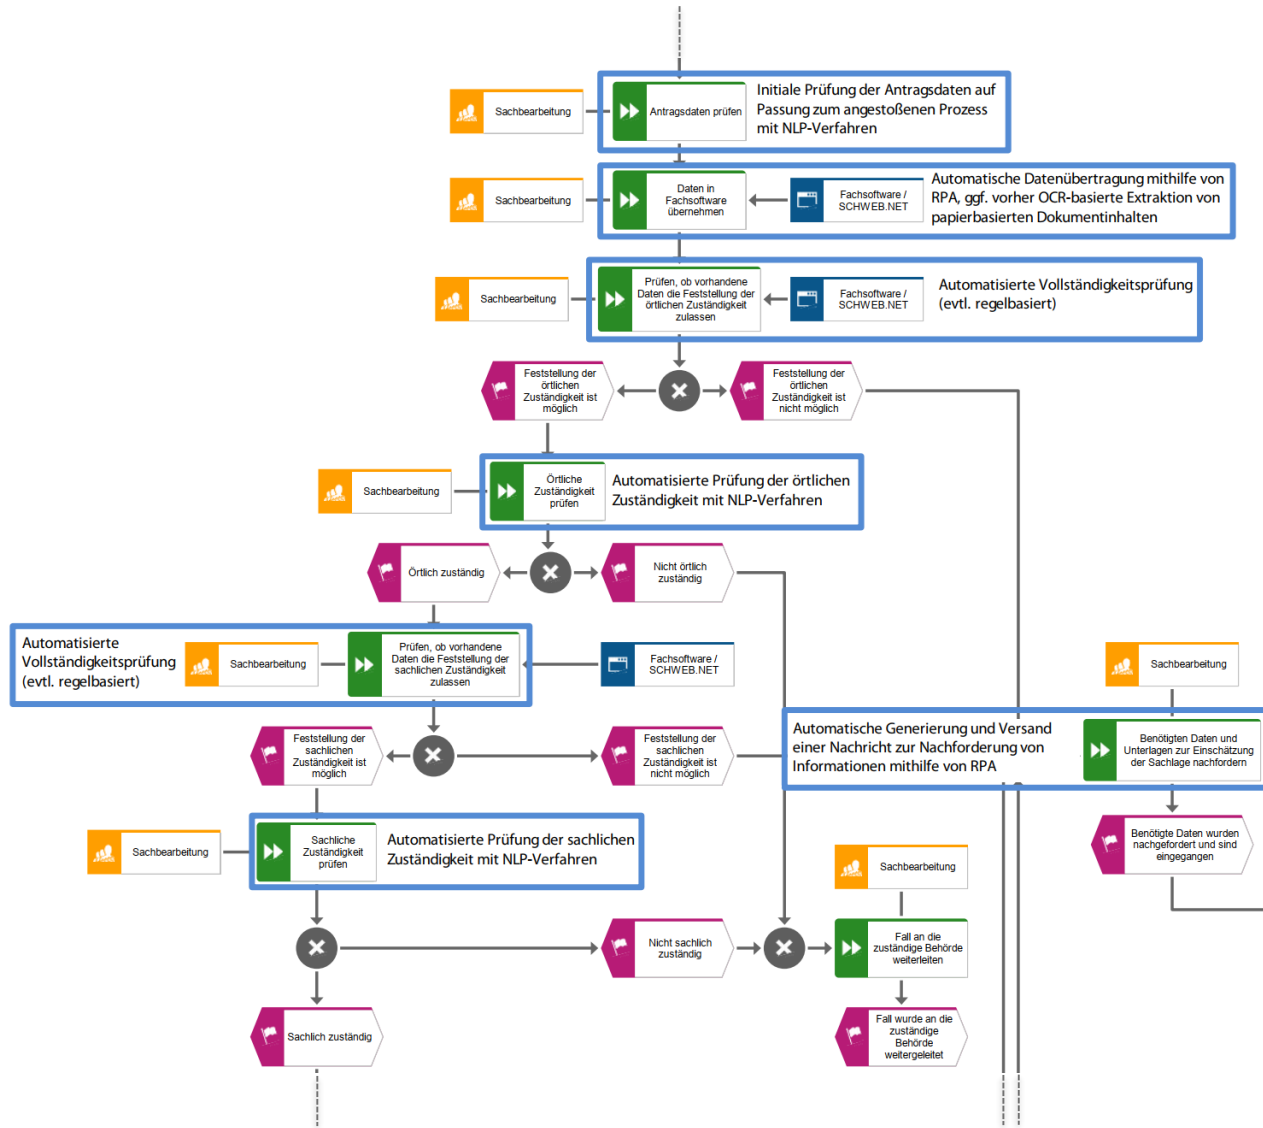 Sachbearbeitung
Antragsdaten prüfen
Initiale Prüfung der Antragsdaten auf
Passung zum angestoßenen Prozess
mit NLP-Verfahren
Sachbearbeitung
Daten in
Fachsoftware
übernehmen
Fachsoftware /
SCHWEB.NET
Automatische Datenübertragung mithilfe von
RPA, ggf. vorher OCR-basierte Extraktion von
papierbasierten Dokumentinhalten
Sachbearbeitung
Prüfen, ob vorhandene
Daten die Feststellung der
örtlichen Zuständigkeit
zulassen
Fachsoftware /
SCHWEB.NET
Automatisierte Vollständigkeitsprüfung
(evtl. regelbasiert)
Feststellung der
örtlichen
Zuständigkeit ist
möglich
Feststellung der
örtlichen
Zuständigkeit ist
nicht möglich
Sachbearbeitung
Örtliche
Zuständigkeit
prüfen
Automatisierte Prüfung der örtlichen
Zuständigkeit mit NLP-Verfahren
Örtlich zuständig
Nicht örtlich
zuständig
Automatisierte
Vollständigkeitsprüfung
(evtl. regelbasiert)
Sachbearbeitung
Prüfen, ob vorhandene
Daten die Feststellung der
sachlichen Zuständigkeit
zulassen
Fachsoftware /
SCHWEB.NET
Sachbearbeitung
Feststellung der
sachlichen
Zuständigkeit ist
möglich
Feststellung der
sachlichen
Zuständigkeit ist
nicht möglich
Automatische Generierung und Versand
einer Nachricht zur Nachforderung von
Informationen mithilfe von RPA
Benötigten Daten und
Unterlagen zur Einschätzung
der Sachlage nachfordern
Sachbearbeitung
Sachliche
Zuständigkeit
prüfen
Automatisierte Prüfung der sachlichen
Zuständigkeit mit NLP-Verfahren
Sachbearbeitung
Benötigte Daten wurden
nachgefordert und sind
eingegangen
Nicht sachlich
zuständig
Fall an die
zuständige Behörde
weiterleiten
Sachlich zuständig
Fall wurde an die
zuständige
Behörde
weitergeleitet